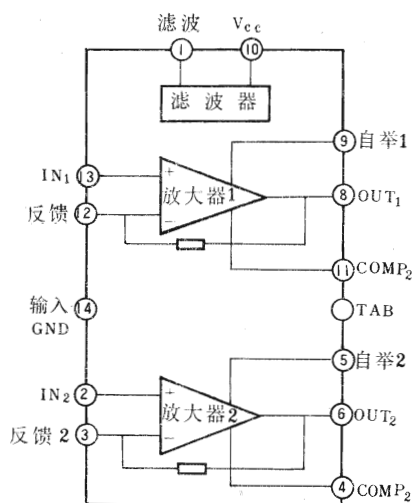 滤波 Vcc
1 10
滤波器
9 自举1
IN1 13 + 放大器1 8 OUT1
反馈 12 −
11 COMP2
输入 14
GND
TAB
5 自举2
IN2 2 + 放大器2 6 OUT2
反馈2 3 −
4 COMP2